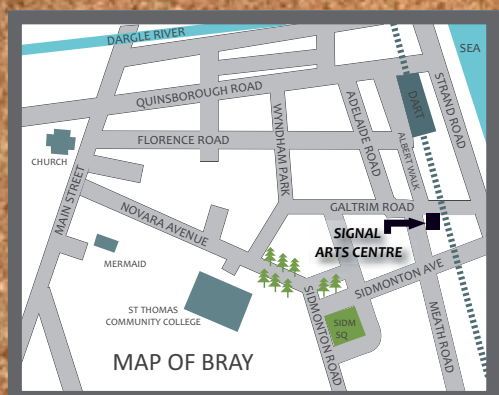 DARGLE RIVER
SEA
QUINSBOROUGH ROAD
DART
STRAND ROAD
FLORENCE ROAD
WYNDHAM PARK
ADELAIDE ROAD
ALBERT WALK
CHURCH
MAIN STREET
NOVARA AVENUE
GALTRIM ROAD
SIGNAL
ARTS CENTRE
MERMAID
SIDMONTON AVE
ST THOMAS
COMMUNITY COLLEGE
SIDMONTON ROAD
SIDM
SQ
MEATH ROAD
MAP OF BRAY